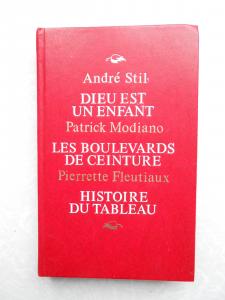 André Stil
DIEU EST
UN ENFANT
Patrick Modiano
LES BOULEVARDS
DE CEINTURE
Pierrette Fleutiaux
HISTOIRE
DU TABLEAU